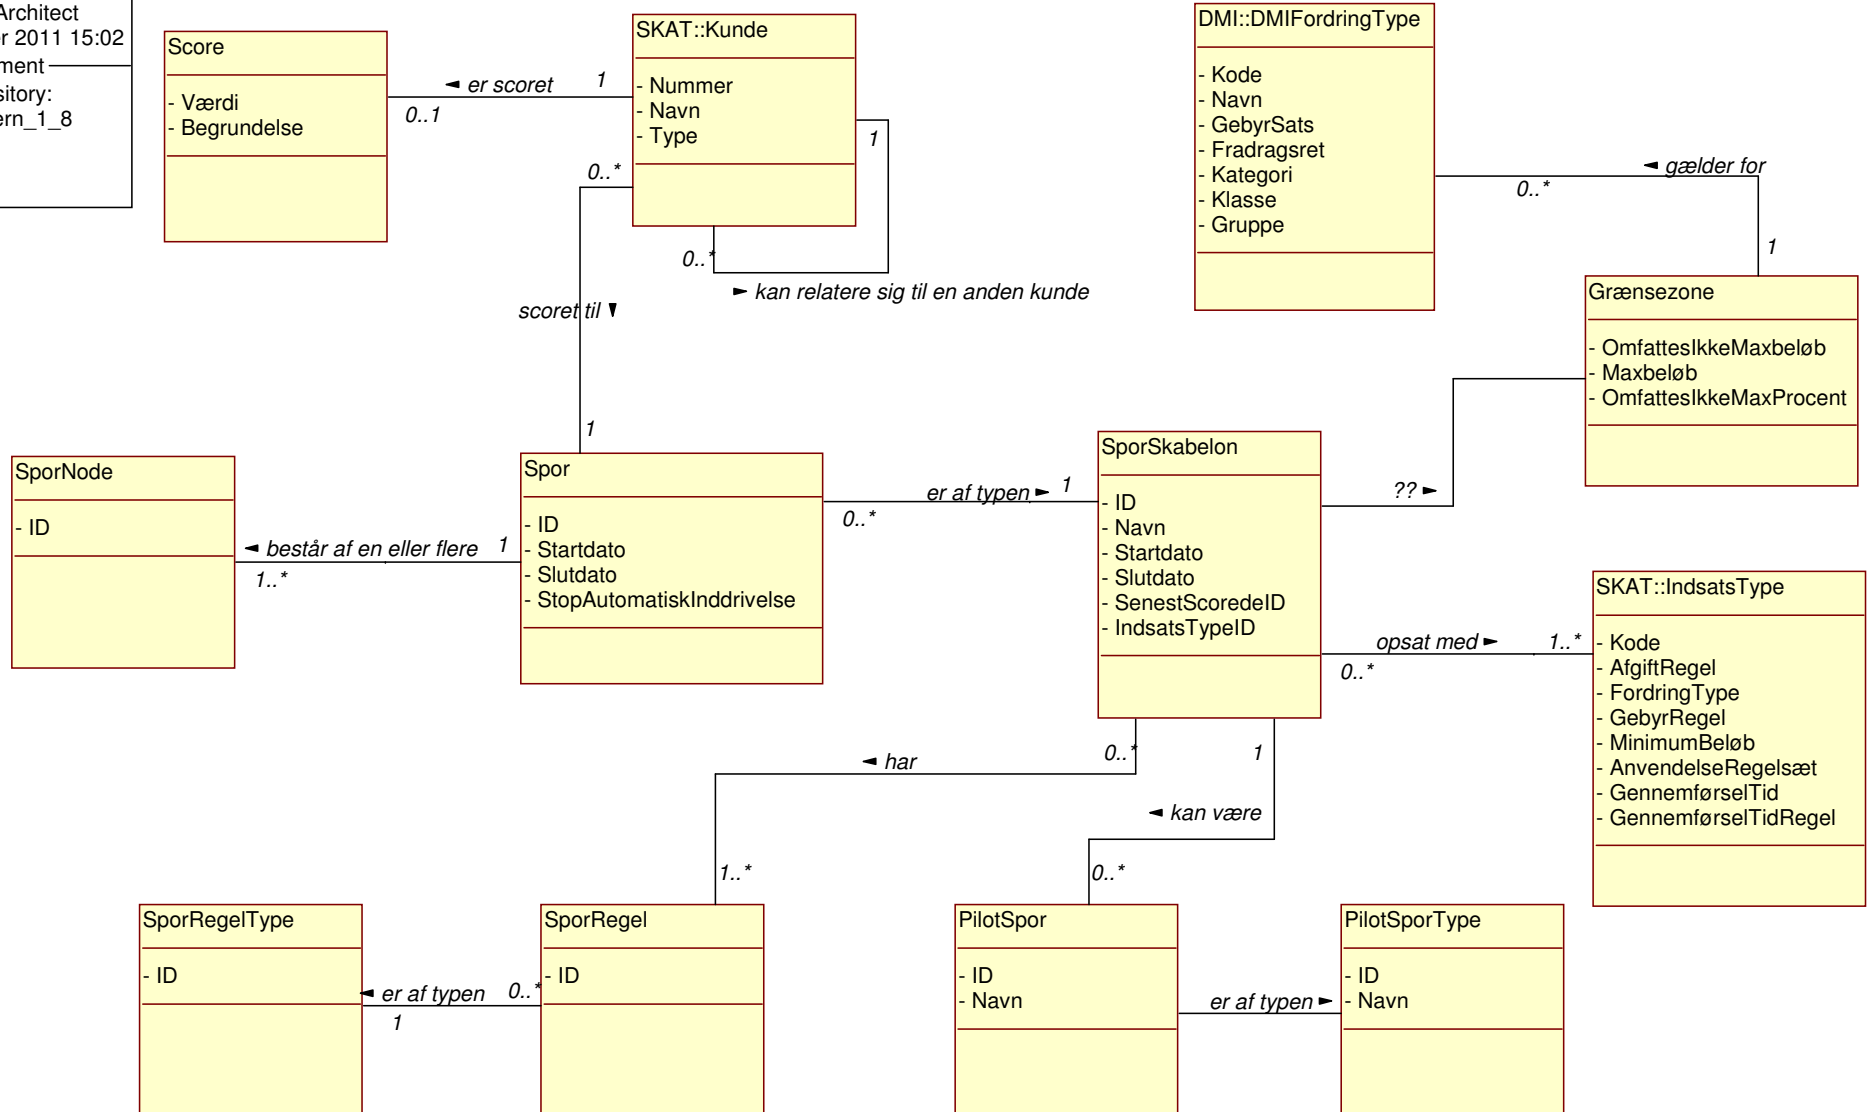 Architect
2011 15:02
ern_1_8
Score
- Værdi
- Begrundelse
◄ er scoret
1
0..1
SKAT::Kunde
- Nummer
- Navn
- Type
1
0..*
► kan relatere sig til en anden kunde
0..*
scoret til ▼
1
DMI::DMIFordringType
- Kode
- Navn
- GebyrSats
- Fradragsret
- Kategori
- Klasse
- Gruppe
◄ gælder for
0..*
1
Grænsezone
- OmfattesIkkeMaxbeløb
- Maxbeløb
- OmfattesIkkeMaxProcent
SporNode
- ID
◄ består af en eller flere
1
1..*
Spor
- ID
- Startdato
- Slutdato
- StopAutomatiskInddrivelse
er af typen ►
1
0..*
SporSkabelon
- ID
- Navn
- Startdato
- Slutdato
- SenestScoredeID
- IndsatsTypeID
?? ►
opsat med ►
1..*
0..*
SKAT::IndsatsType
- Kode
- AfgiftRegel
- FordringType
- GebyrRegel
- MinimumBeløb
- AnvendelseRegelsæt
- GennemførselTid
- GennemførselTidRegel
0..*
◄ har
1..*
1
◄ kan være
0..*
SporRegelType
- ID
◄ er af typen
0..*
1
SporRegel
- ID
PilotSpor
- ID
- Navn
er af typen ►
PilotSporType
- ID
- Navn